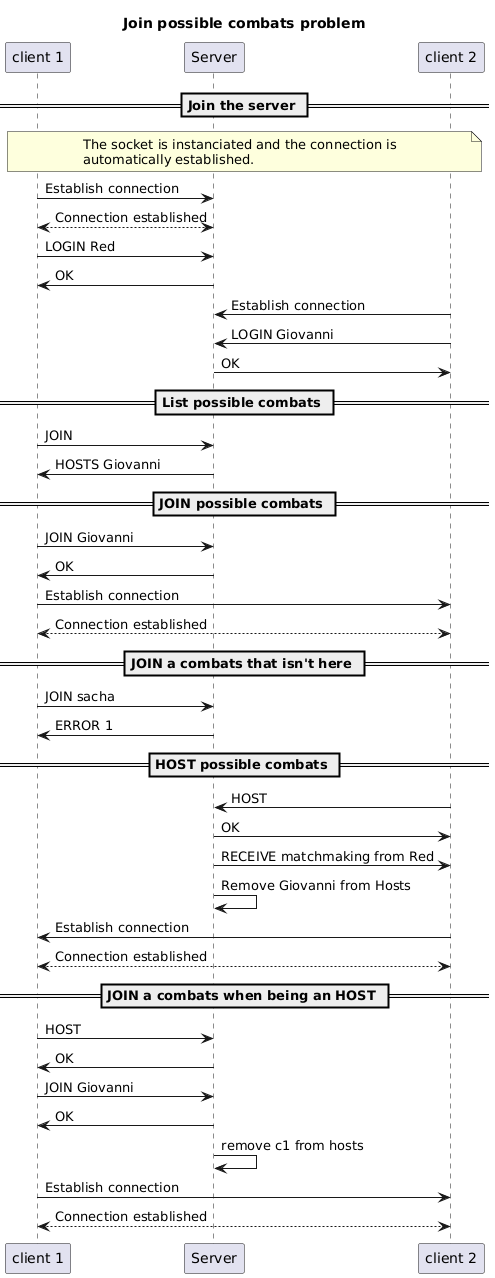 Join possible combats problem
client 1
Server
client 2
Join the server
The socket is instanciated and the connection is
automatically established.
Establish connection
Connection established
LOGIN Red
OK
Establish connection
LOGIN Giovanni
OK
List possible combats
JOIN
HOSTS Giovanni
JOIN possible combats
JOIN Giovanni
OK
Establish connection
Connection established
JOIN a combats that isn't here
JOIN sacha
ERROR 1
HOST possible combats
HOST
OK
RECEIVE matchmaking from Red
Remove Giovanni from Hosts
Establish connection
Connection established
JOIN a combats when being an HOST
HOST
OK
JOIN Giovanni
OK
remove c1 from hosts
Establish connection
Connection established
client 1
Server
client 2